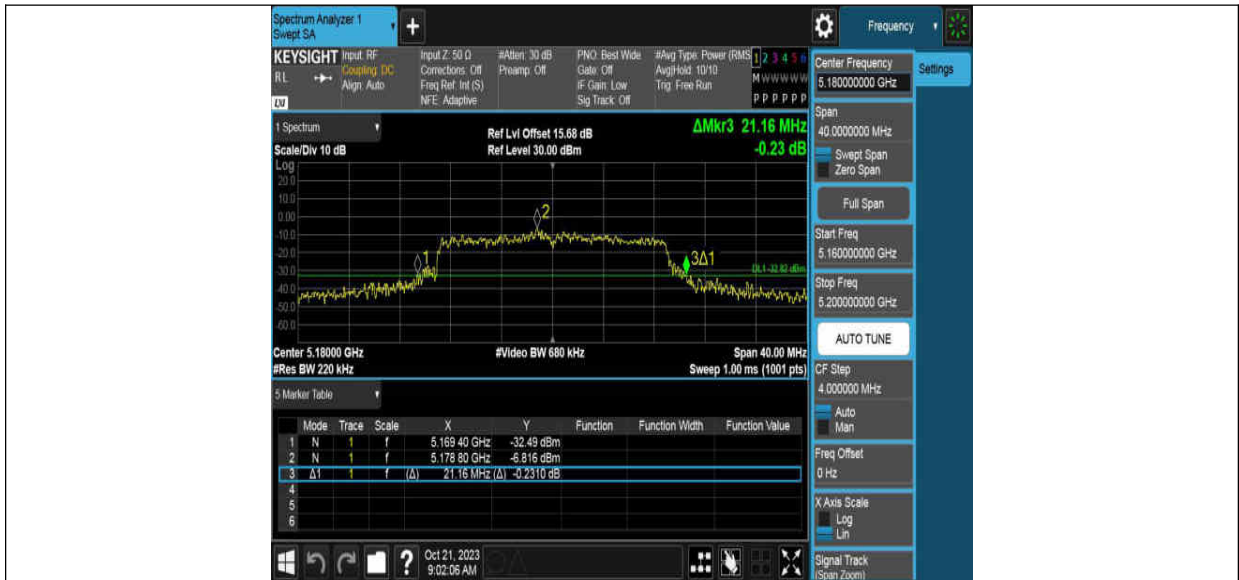 Spectrum Analyzer 1
Swept SA
+
Frequency
KEYSIGHT Input: RF Input Z: 50 Ω #Atten: 30 dB PNO: Best Wide #Avg Type: Power (RMS 1 2 3 4 5 6
RL Coupling: DC Corrections: Off Preamp: Off Gate: Off Avg|Hold: 10/10 M W W W W W
Align: Auto Freq Ref: Int (S) IF Gain: Low Trig: Free Run
LXI NFE: Adaptive Sig Track: Off P P P P P P
Center Frequency
5.180000000 GHz
Settings
Span
40.0000000 MHz
Swept Span
Zero Span
Full Span
Start Freq
5.160000000 GHz
Stop Freq
5.200000000 GHz
AUTO TUNE
CF Step
4.000000 MHz
Auto
Man
Freq Offset
0 Hz
X Axis Scale
Log
Lin
Signal Track
(Span Zoom)
1 Spectrum
Ref Lvl Offset 15.68 dB ΔMkr3 21.16 MHz
Scale/Div 10 dB Ref Level 30.00 dBm -0.23 dB
Log
20.0
10.0
0.00
-10.0
-20.0
-30.0
-40.0
-50.0
-60.0
2
1
3Δ1
DL1 -32.82 dBm
Center 5.18000 GHz #Video BW 680 kHz Span 40.00 MHz
#Res BW 220 kHz Sweep 1.00 ms (1001 pts)
5 Marker Table
Mode Trace Scale X Y Function Function Width Function Value
1 N 1 f 5.169 40 GHz -32.49 dBm
2 N 1 f 5.178 80 GHz -6.816 dBm
3 Δ1 1 f (Δ) 21.16 MHz (Δ) -0.2310 dB
4
5
6
?
Oct 21, 2023
9:02:06 AM